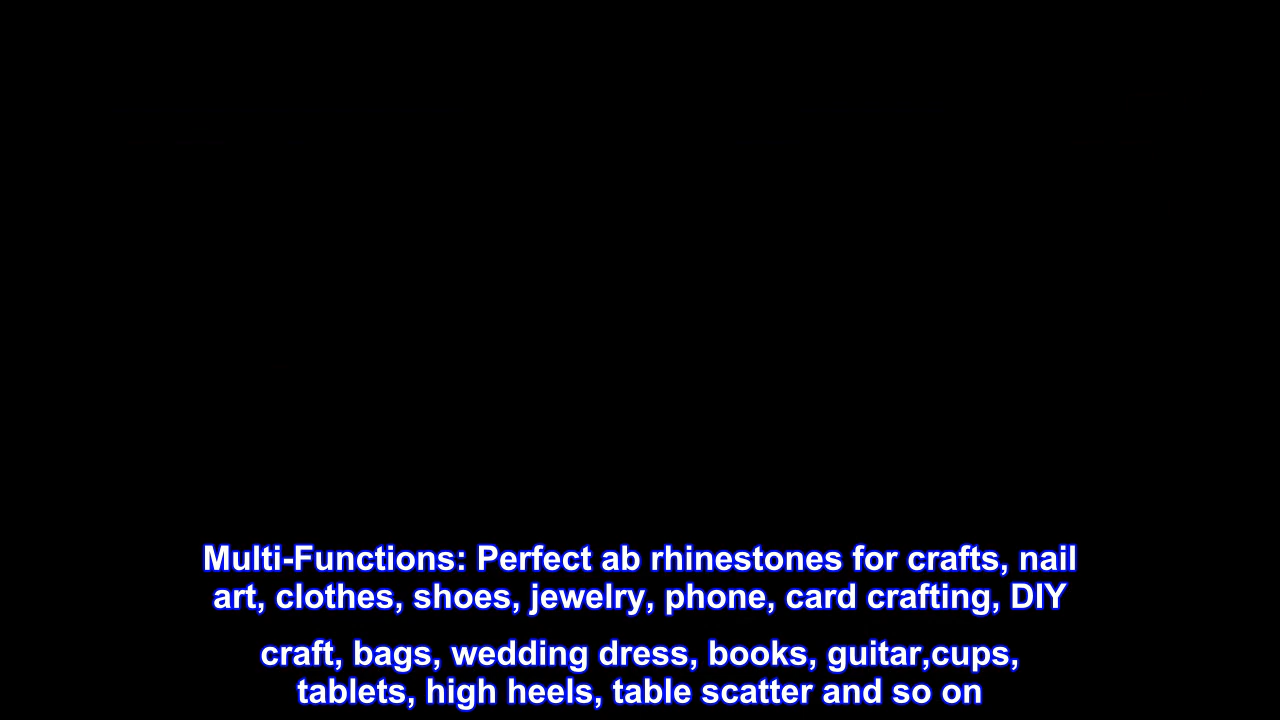 Multi-Functions: Perfect ab rhinestones for crafts, nail
art, clothes, shoes, jewelry, phone, card crafting, DIY
craft, bags, wedding dress, books, guitar,cups,
tablets, high heels, table scatter and so on